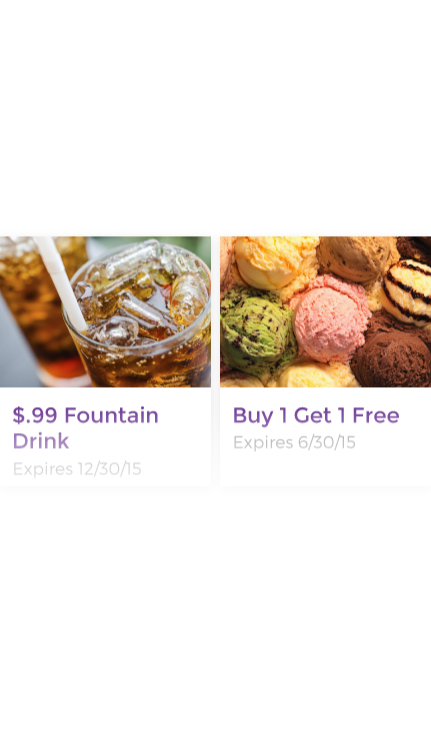 $.99 Fountain
Drink
Expires 12/30/15
Buy 1 Get 1 Free
Expires 6/30/15